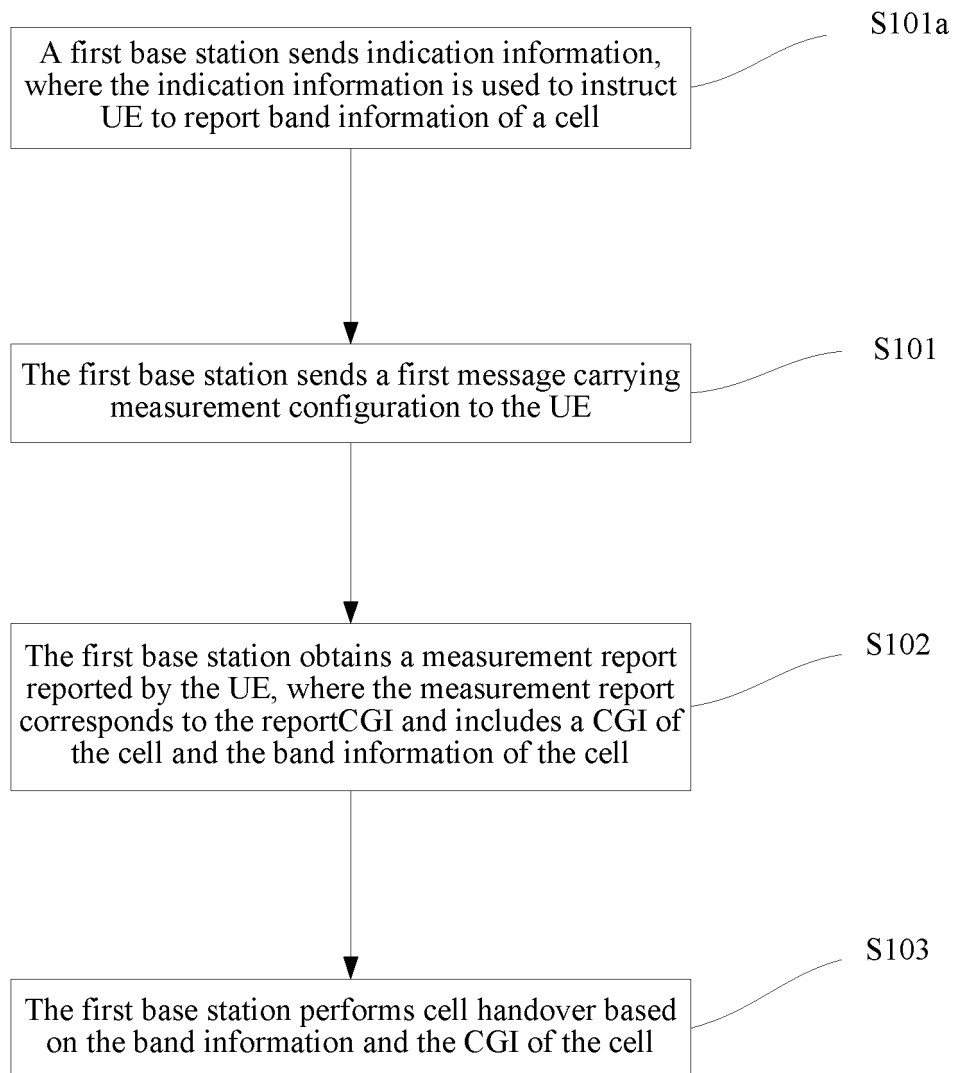 S101a
A first base station sends indication information,
where the indication information is used to instruct
UE to report band information of a cell
S101
The first base station sends a first message carrying
measurement configuration to the UE
S102
The first base station obtains a measurement report
reported by the UE, where the measurement report
corresponds to the reportCGI and includes a CGI of
the cell and the band information of the cell
S103
The first base station performs cell handover based
on the band information and the CGI of the cell